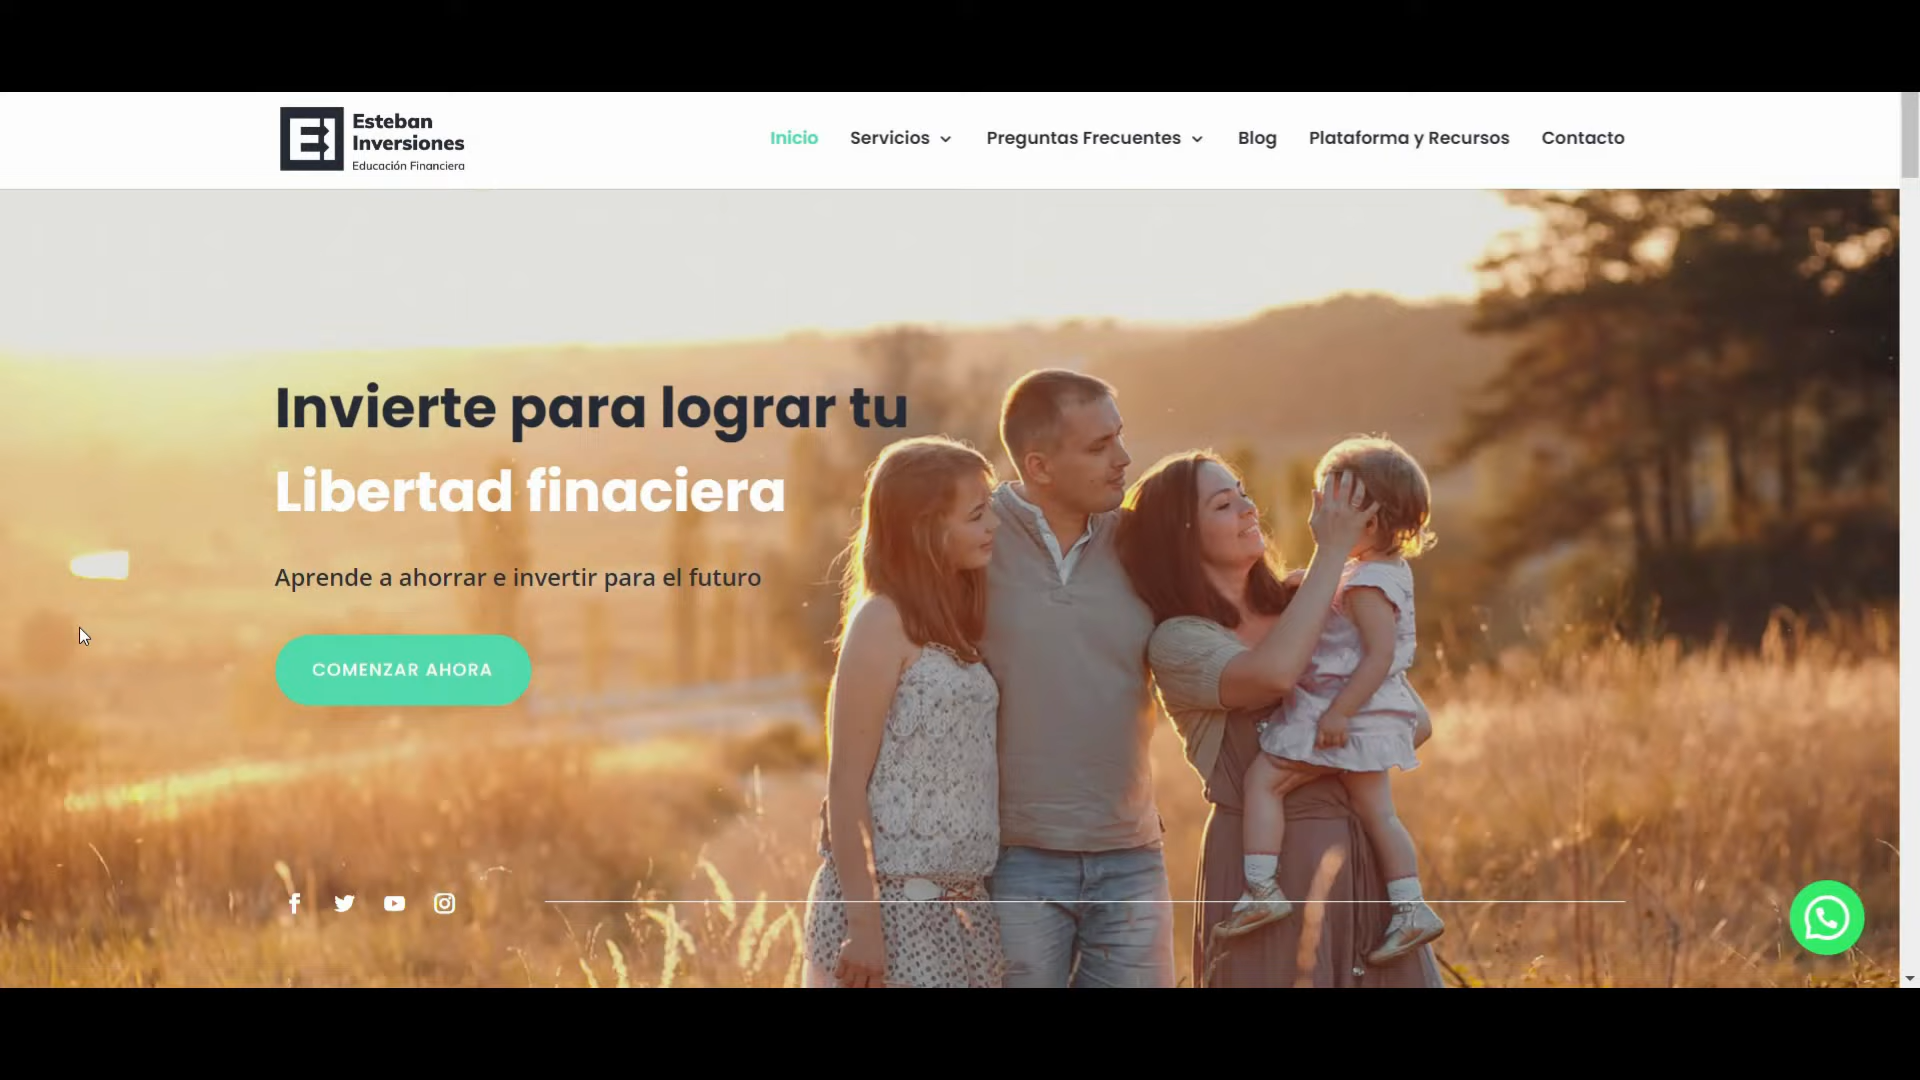 Esteban
Inversiones
Educación Financiera
Inicio
Servicios
Preguntas Frecuentes
Blog
Plataforma y Recursos
Contacto
Invierte para lograr tu
Libertad finaciera
Aprende a ahorrar e invertir para el futuro
COMENZAR AHORA